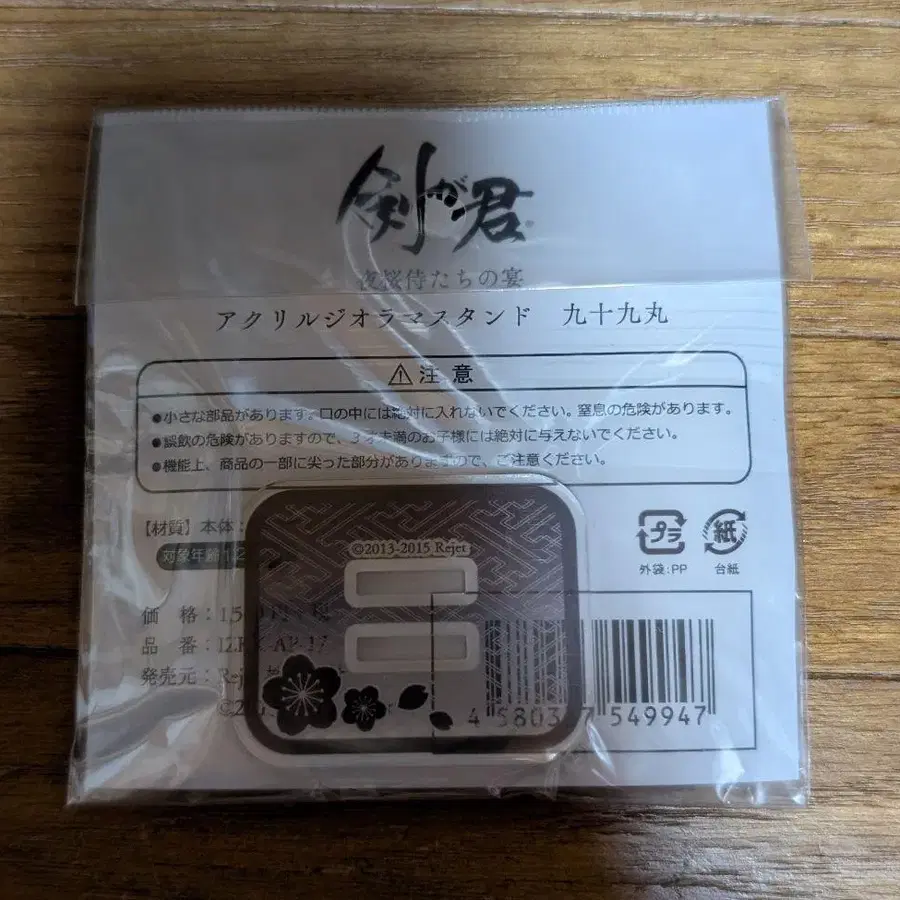 剣が君
夜桜侍たちの宴
アクリルジオラマスタンド 九十九丸
⚠注 意
●小さな部品があります。口の中には絶対に入れないでください。窒息の危険があります。
●誤飲の危険がありますので、3才未満のお子様には絶対に与えないでください。
●機能上、商品の一部に尖った部分がありますので、ご注意ください。
【材質】本体:
対象年齢12
©2013-2015 Rejet
プラ
紙
外袋:PP
台紙
価 格:
品 番:
発売元:
549947